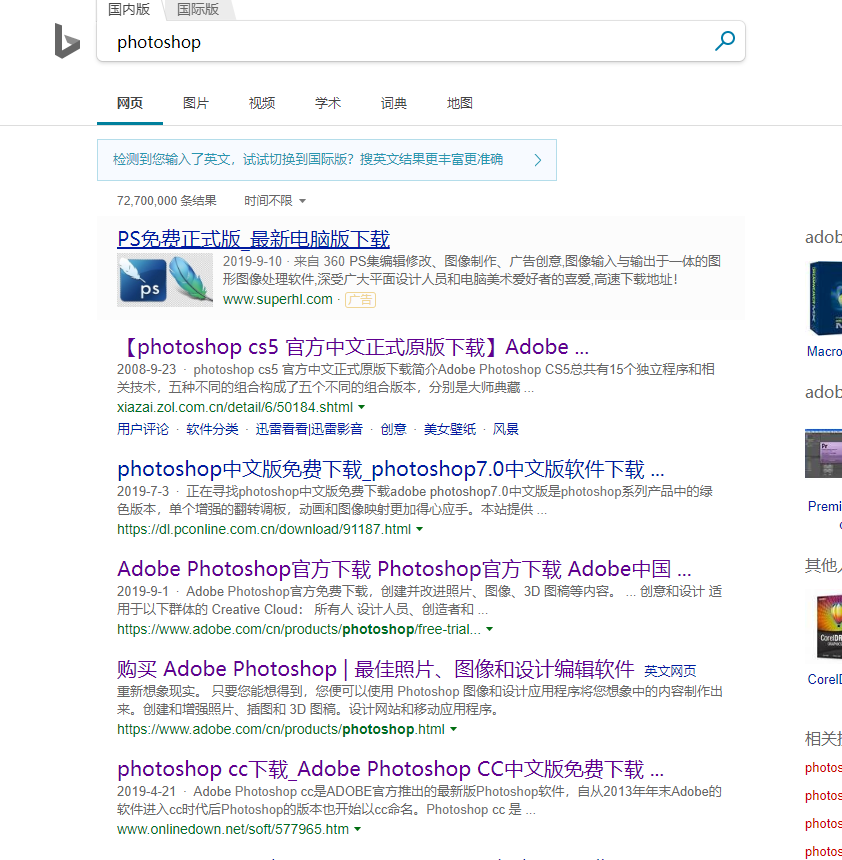 国内版 国际版
photoshop
网页 图片 视频 学术 词典 地图
检测到您输入了英文，试试切换到国际版？搜英文结果更丰富更准确
72,700,000 条结果 时间不限
PS免费正式版_最新电脑版下载
2019-9-10 · 来自 360 PS集编辑修改、图像制作、广告创意,图像输入与输出于一体的图
形图像处理软件,深受广大平面设计人员和电脑美术爱好者的喜爱,高速下载地址!
www.superhl.com · 广告
ps
【photoshop cs5 官方中文正式原版下载】Adobe ...
2008-9-23 · photoshop cs5 官方中文正式原版下载简介Adobe Photoshop CS5总共有15个独立程序和相
关技术，五种不同的组合构成了五个不同的组合版本，分别是大师典藏 ...
xiazai.zol.com.cn/detail/6/50184.shtml
用户评论 · 软件分类 · 迅雷看看|迅雷影音 · 创意 · 美女壁纸 · 风景
photoshop中文版免费下载_photoshop7.0中文版软件下载 ...
2019-7-3 · 正在寻找photoshop中文版免费下载adobe photoshop7.0中文版是photoshop系列产品中的绿
色版本，单个增强的翻转调板，动画和图像映射更加得心应手。本站提供 ...
https://dl.pconline.com.cn/download/91187.html
Adobe Photoshop官方下载 Photoshop官方下载 Adobe中国 ...
2019-9-1 · Adobe Photoshop官方免费下载，创建并改进照片、图像、3D 图稿等内容。 ... 创意和设计 适
用于以下群体的 Creative Cloud： 所有人 设计人员、创造者和 ...
https://www.adobe.com/cn/products/photoshop/free-trial...
购买 Adobe Photoshop | 最佳照片、图像和设计编辑软件 英文网页
重新想象现实。 只要您能想得到，您便可以使用 Photoshop 图像和设计应用程序将您想象中的内容制作出
来。创建和增强照片、插图和 3D 图稿。设计网站和移动应用程序。
https://www.adobe.com/cn/products/photoshop.html
photoshop cc下载_Adobe Photoshop CC中文版免费下载 ...
2019-4-21 · Adobe Photoshop cc是ADOBE官方推出的最新版Photoshop软件，自从2013年年末Adobe的
软件进入cc时代后Photoshop的版本也开始以cc命名。Photoshop cc 是 ...
www.onlinedown.net/soft/577965.htm
adob
Macro
adob
Pr
Premi
其他人
CorelDR
CorelD
相关搜
photos
photos
photos
photos